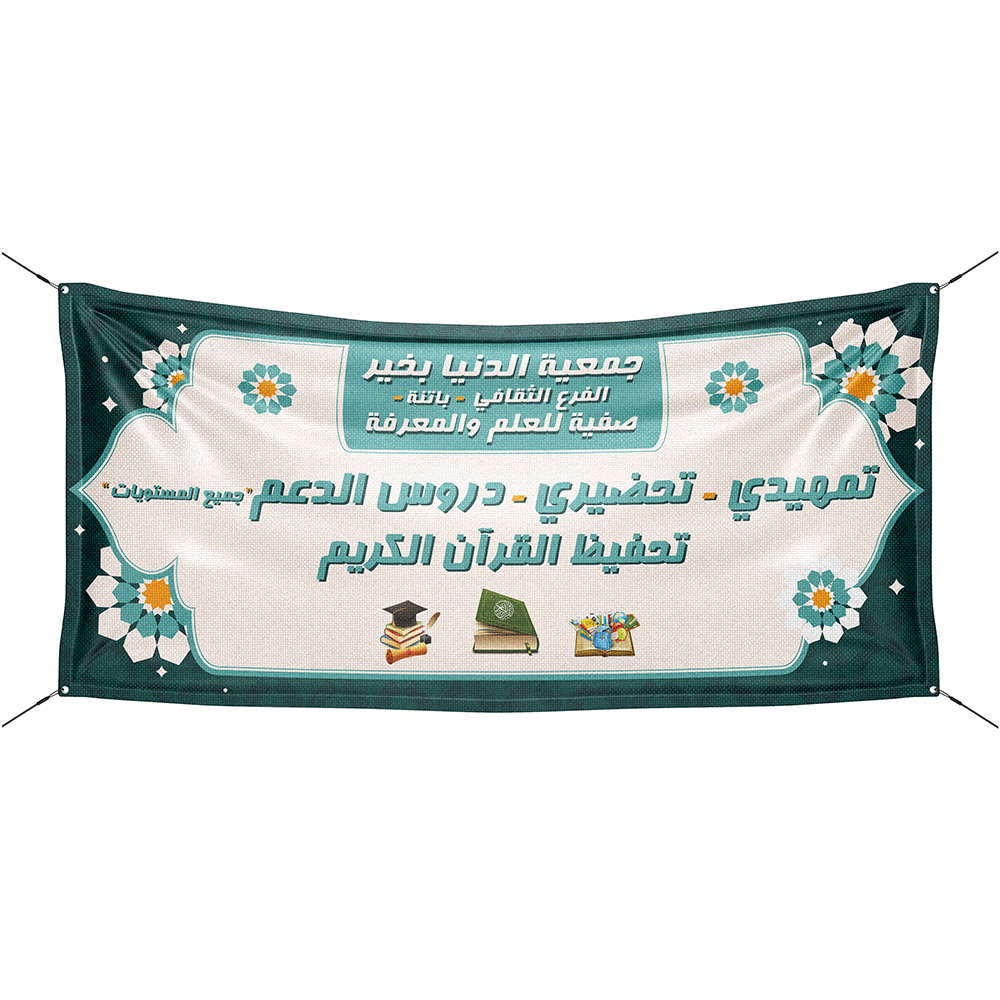 جمعية الدنيا بخير
الفرع الثقافي - باتنة -
صفية للعلم والمعرفة
تمهيدي - تحضيري - دروس الدعم "جميع المستويات"
تحفيظ القرآن الكريم